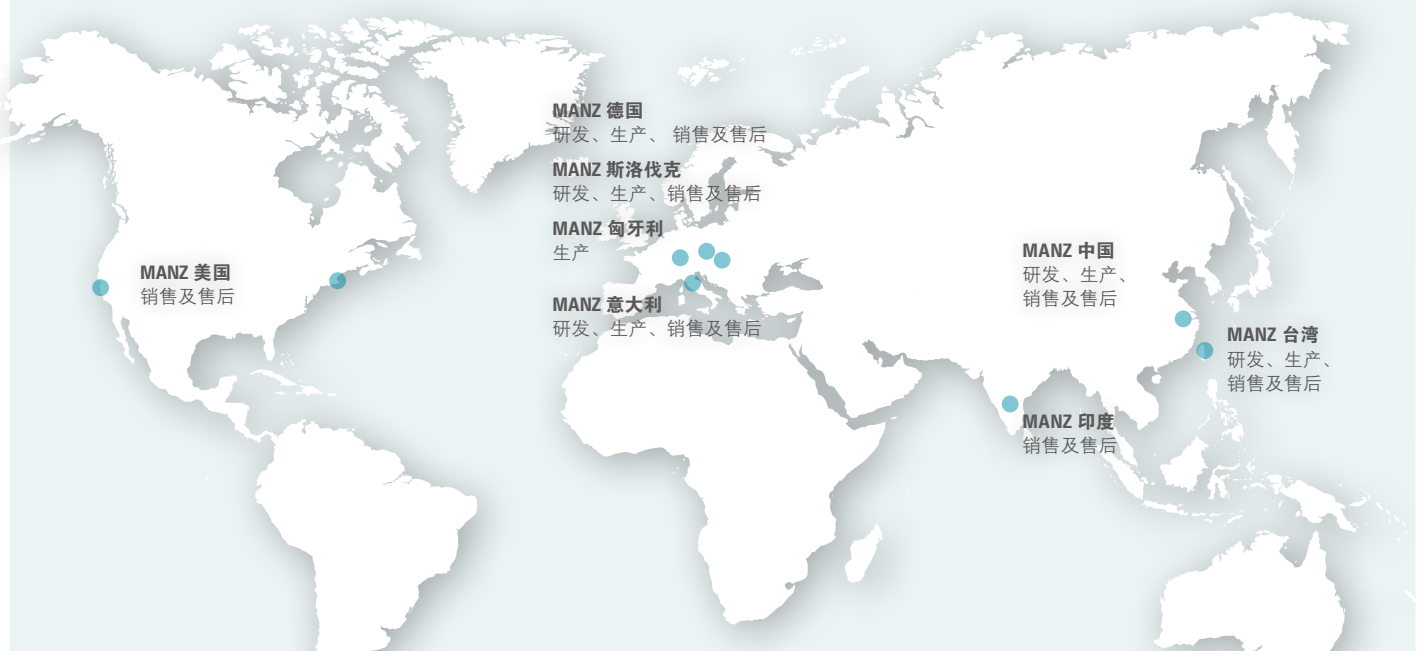 MANZ 德国
研发、生产、 销售及售后
MANZ 斯洛伐克
研发、生产、销售及售后
MANZ 匈牙利
生产
MANZ 意大利
研发、生产、销售及售后
MANZ 美国
销售及售后
MANZ 中国
研发、生产、
销售及售后
MANZ 台湾
研发、生产、
销售及售后
MANZ 印度
销售及售后